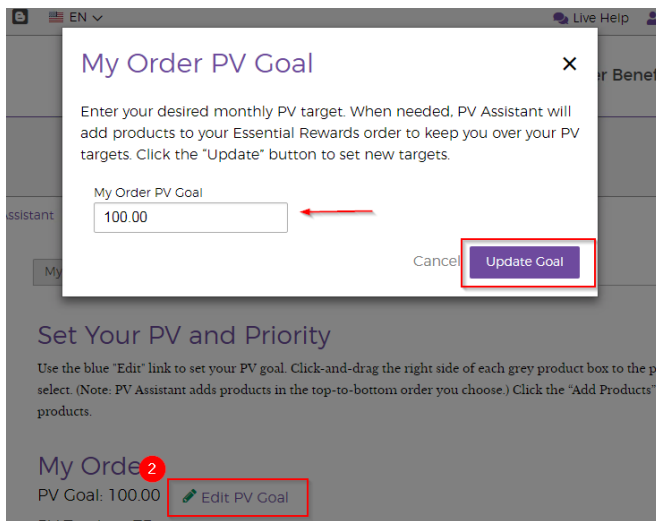 EN
Live Help
My Order PV Goal
Enter your desired monthly PV target. When needed, PV Assistant will
add products to your Essential Rewards order to keep you over your PV
targets. Click the “Update” button to set new targets.
My Order PV Goal
100.00
Cancel
Update Goal
Set Your PV and Priority
Use the blue "Edit" link to set your PV goal. Click-and-drag the right side of each grey product box to the p
select. (Note: PV Assistant adds products in the top-to-bottom order you choose.) Click the “Add Products”
products.
My Orde
2
PV Goal: 100.00
Edit PV Goal